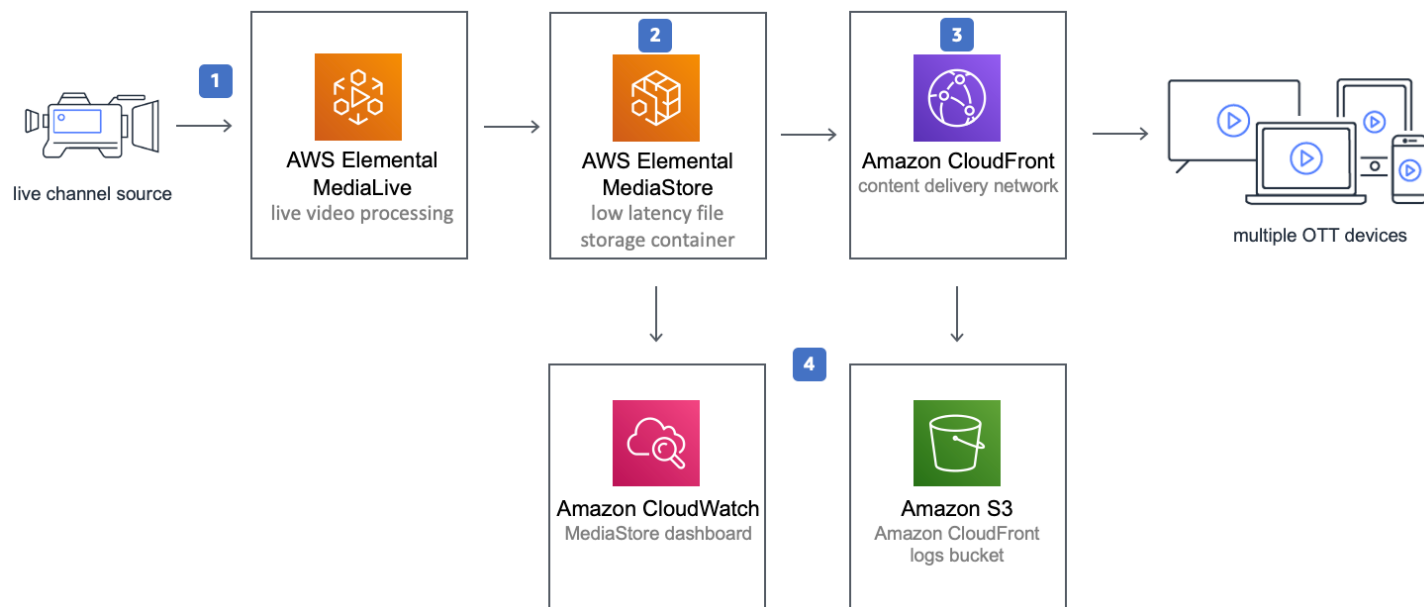 1
live channel source
AWS Elemental
MediaLive
live video processing
2
AWS Elemental
MediaStore
low latency file
storage container
3
Amazon CloudFront
content delivery network
multiple OTT devices
4
Amazon CloudWatch
MediaStore dashboard
Amazon S3
Amazon CloudFront
logs bucket